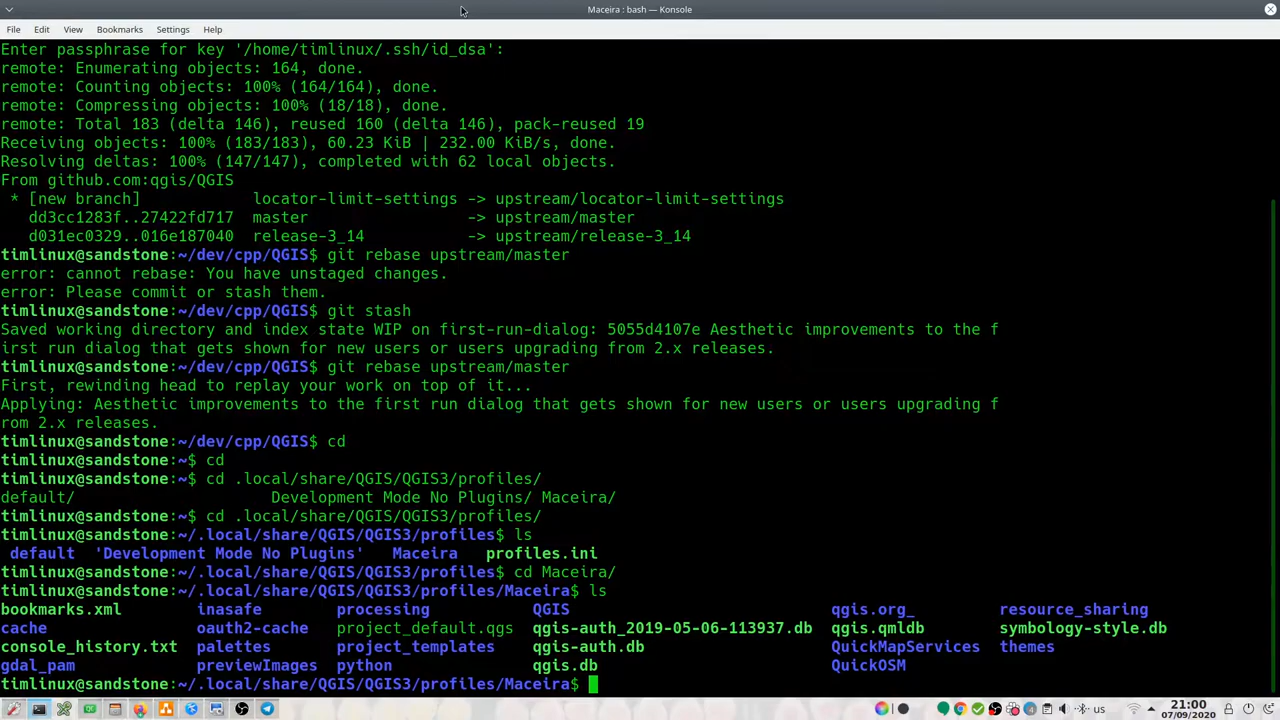 Maceira : bash — Konsole
File Edit View Bookmarks Settings Help
Enter passphrase for key '/home/timlinux/.ssh/id_dsa':
remote: Enumerating objects: 164, done.
remote: Counting objects: 100% (164/164), done.
remote: Compressing objects: 100% (18/18), done.
remote: Total 183 (delta 146), reused 160 (delta 146), pack-reused 19
Receiving objects: 100% (183/183), 60.23 KiB | 232.00 KiB/s, done.
Resolving deltas: 100% (147/147), completed with 62 local objects.
From github.com:qgis/QGIS
* [new branch] locator-limit-settings -> upstream/locator-limit-settings
dd3cc1283f..27422fd717 master -> upstream/master
d031ec0329..016e187040 release-3_14 -> upstream/release-3_14
timlinux@sandstone:~/dev/cpp/QGIS$ git rebase upstream/master
error: cannot rebase: You have unstaged changes.
error: Please commit or stash them.
timlinux@sandstone:~/dev/cpp/QGIS$ git stash
Saved working directory and index state WIP on first-run-dialog: 5055d4107e Aesthetic improvements to the f
irst run dialog that gets shown for new users or users upgrading from 2.x releases.
timlinux@sandstone:~/dev/cpp/QGIS$ git rebase upstream/master
First, rewinding head to replay your work on top of it...
Applying: Aesthetic improvements to the first run dialog that gets shown for new users or users upgrading f
rom 2.x releases.
timlinux@sandstone:~/dev/cpp/QGIS$ cd
timlinux@sandstone:~$ cd
timlinux@sandstone:~$ cd .local/share/QGIS/QGIS3/profiles/
default/ Development Mode No Plugins/ Maceira/
timlinux@sandstone:~$ cd .local/share/QGIS/QGIS3/profiles/
timlinux@sandstone:~/.local/share/QGIS/QGIS3/profiles$ ls
default 'Development Mode No Plugins' Maceira profiles.ini
timlinux@sandstone:~/.local/share/QGIS/QGIS3/profiles$ cd Maceira/
timlinux@sandstone:~/.local/share/QGIS/QGIS3/profiles/Maceira$ ls
bookmarks.xml inasafe processing QGIS qgis.org_ resource_sharing
cache oauth2-cache project_default.qgs qgis-auth_2019-05-06-113937.db qgis.qmldb symbology-style.db
console_history.txt palettes project_templates qgis-auth.db QuickMapServices themes
gdal_pam previewImages python qgis.db QuickOSM
timlinux@sandstone:~/.local/share/QGIS/QGIS3/profiles/Maceira$
us
21:00
07/09/2020